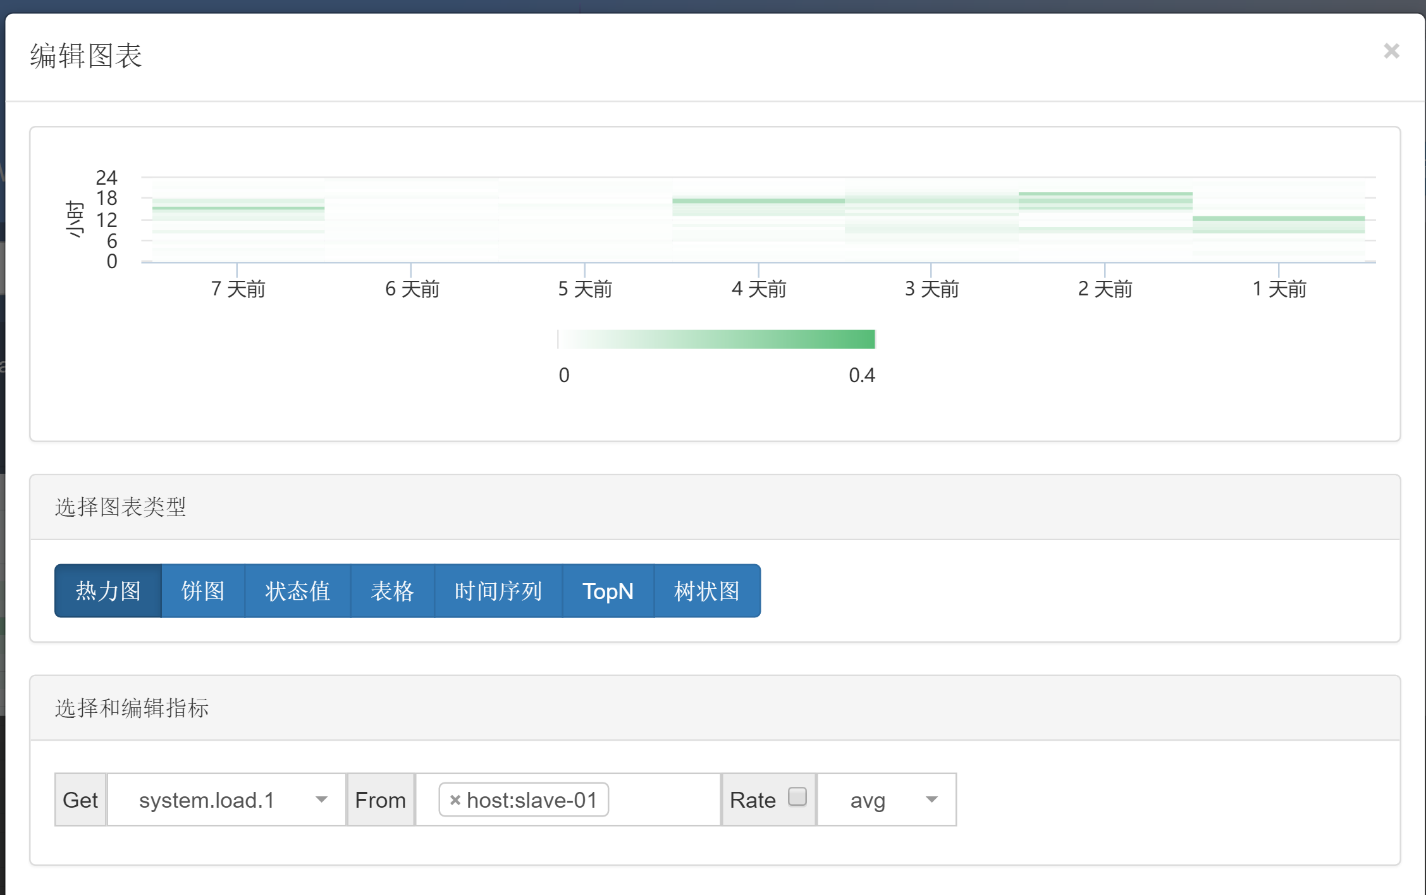 编辑图表
×
24
18
12
6
0
小时
7 天前
6 天前
5 天前
4 天前
3 天前
2 天前
1 天前
0
0.4
选择图表类型
热力图 饼图 状态值 表格 时间序列 TopN 树状图
选择和编辑指标
Get system.load.1 From × host:slave-01 Rate avg